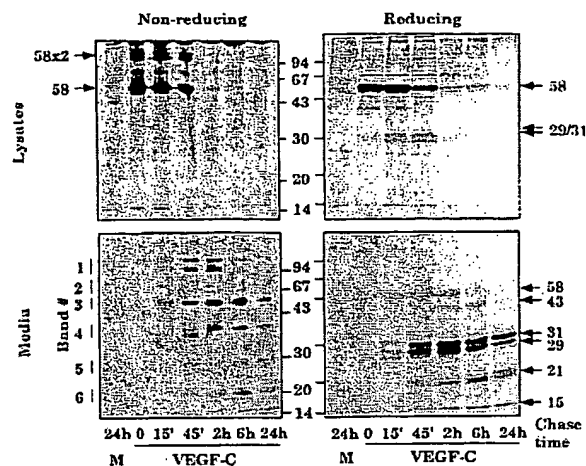 Non-reducing
Roducing
Lysates
58x2
58
94
67
43
30
20
14
58
29/31
Media
Band #
1
2
3
4
5
6
94
67
43
30
20
14
58
43
31
29
21
15
24h 0 15' 45' 2h 6h 24h
24h 0 15' 45' 2h 6h 24h
Chase time
M VEGF-C
M VEGF-C